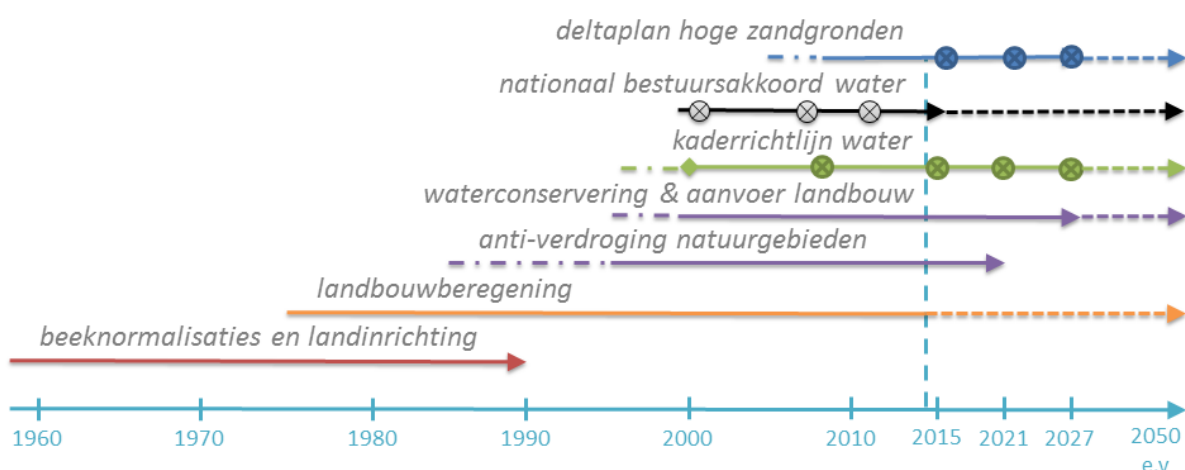 deltaplan hoge zandgronden
nationaal bestuursakkoord water
kaderrichtlijn water
waterconservering & aanvoer landbouw
anti-verdroging natuurgebieden
landbouwberegening
beeknormalisaties en landinrichting
1960 1970 1980 1990 2000 2010 2015 2021 2027 2050
e.v